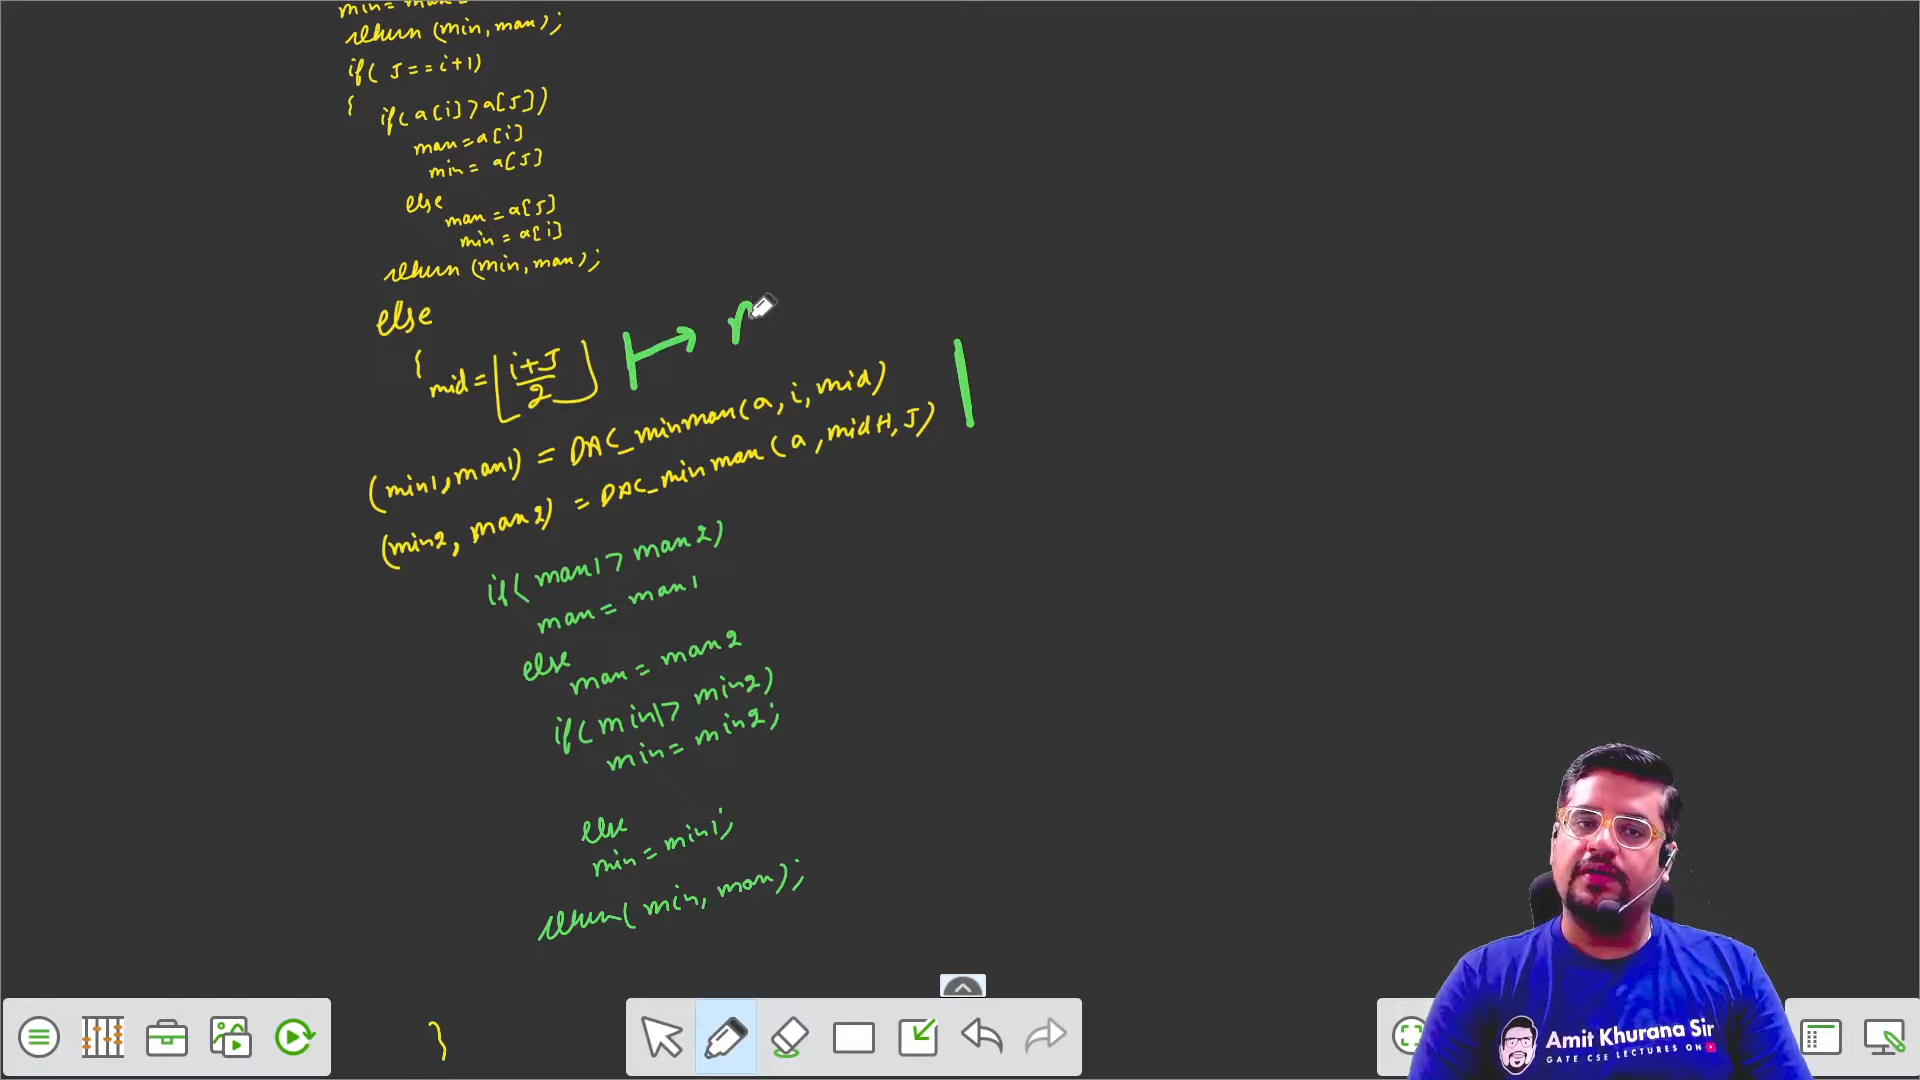 return (min, max);
if( J==i+1)
{
if(a[i]>a[J])
max=a[i]
min= a[J]
else
max=a[J]
min=a[i]
return (min,max);
else
{
mid=⌊(i+J)/2⌋
(min1,max1) = DAC_minmax(a,i,mid)
(min2, max2) = DAC_minmax(a,mid+1,J)
if( max1> max2)
max= max1
else
max= max2
if(min1> min2)
min= min2;
else
min=min1;
return( min, max);
}
Amit Khurana Sir
GATE CSE LECTURES ON